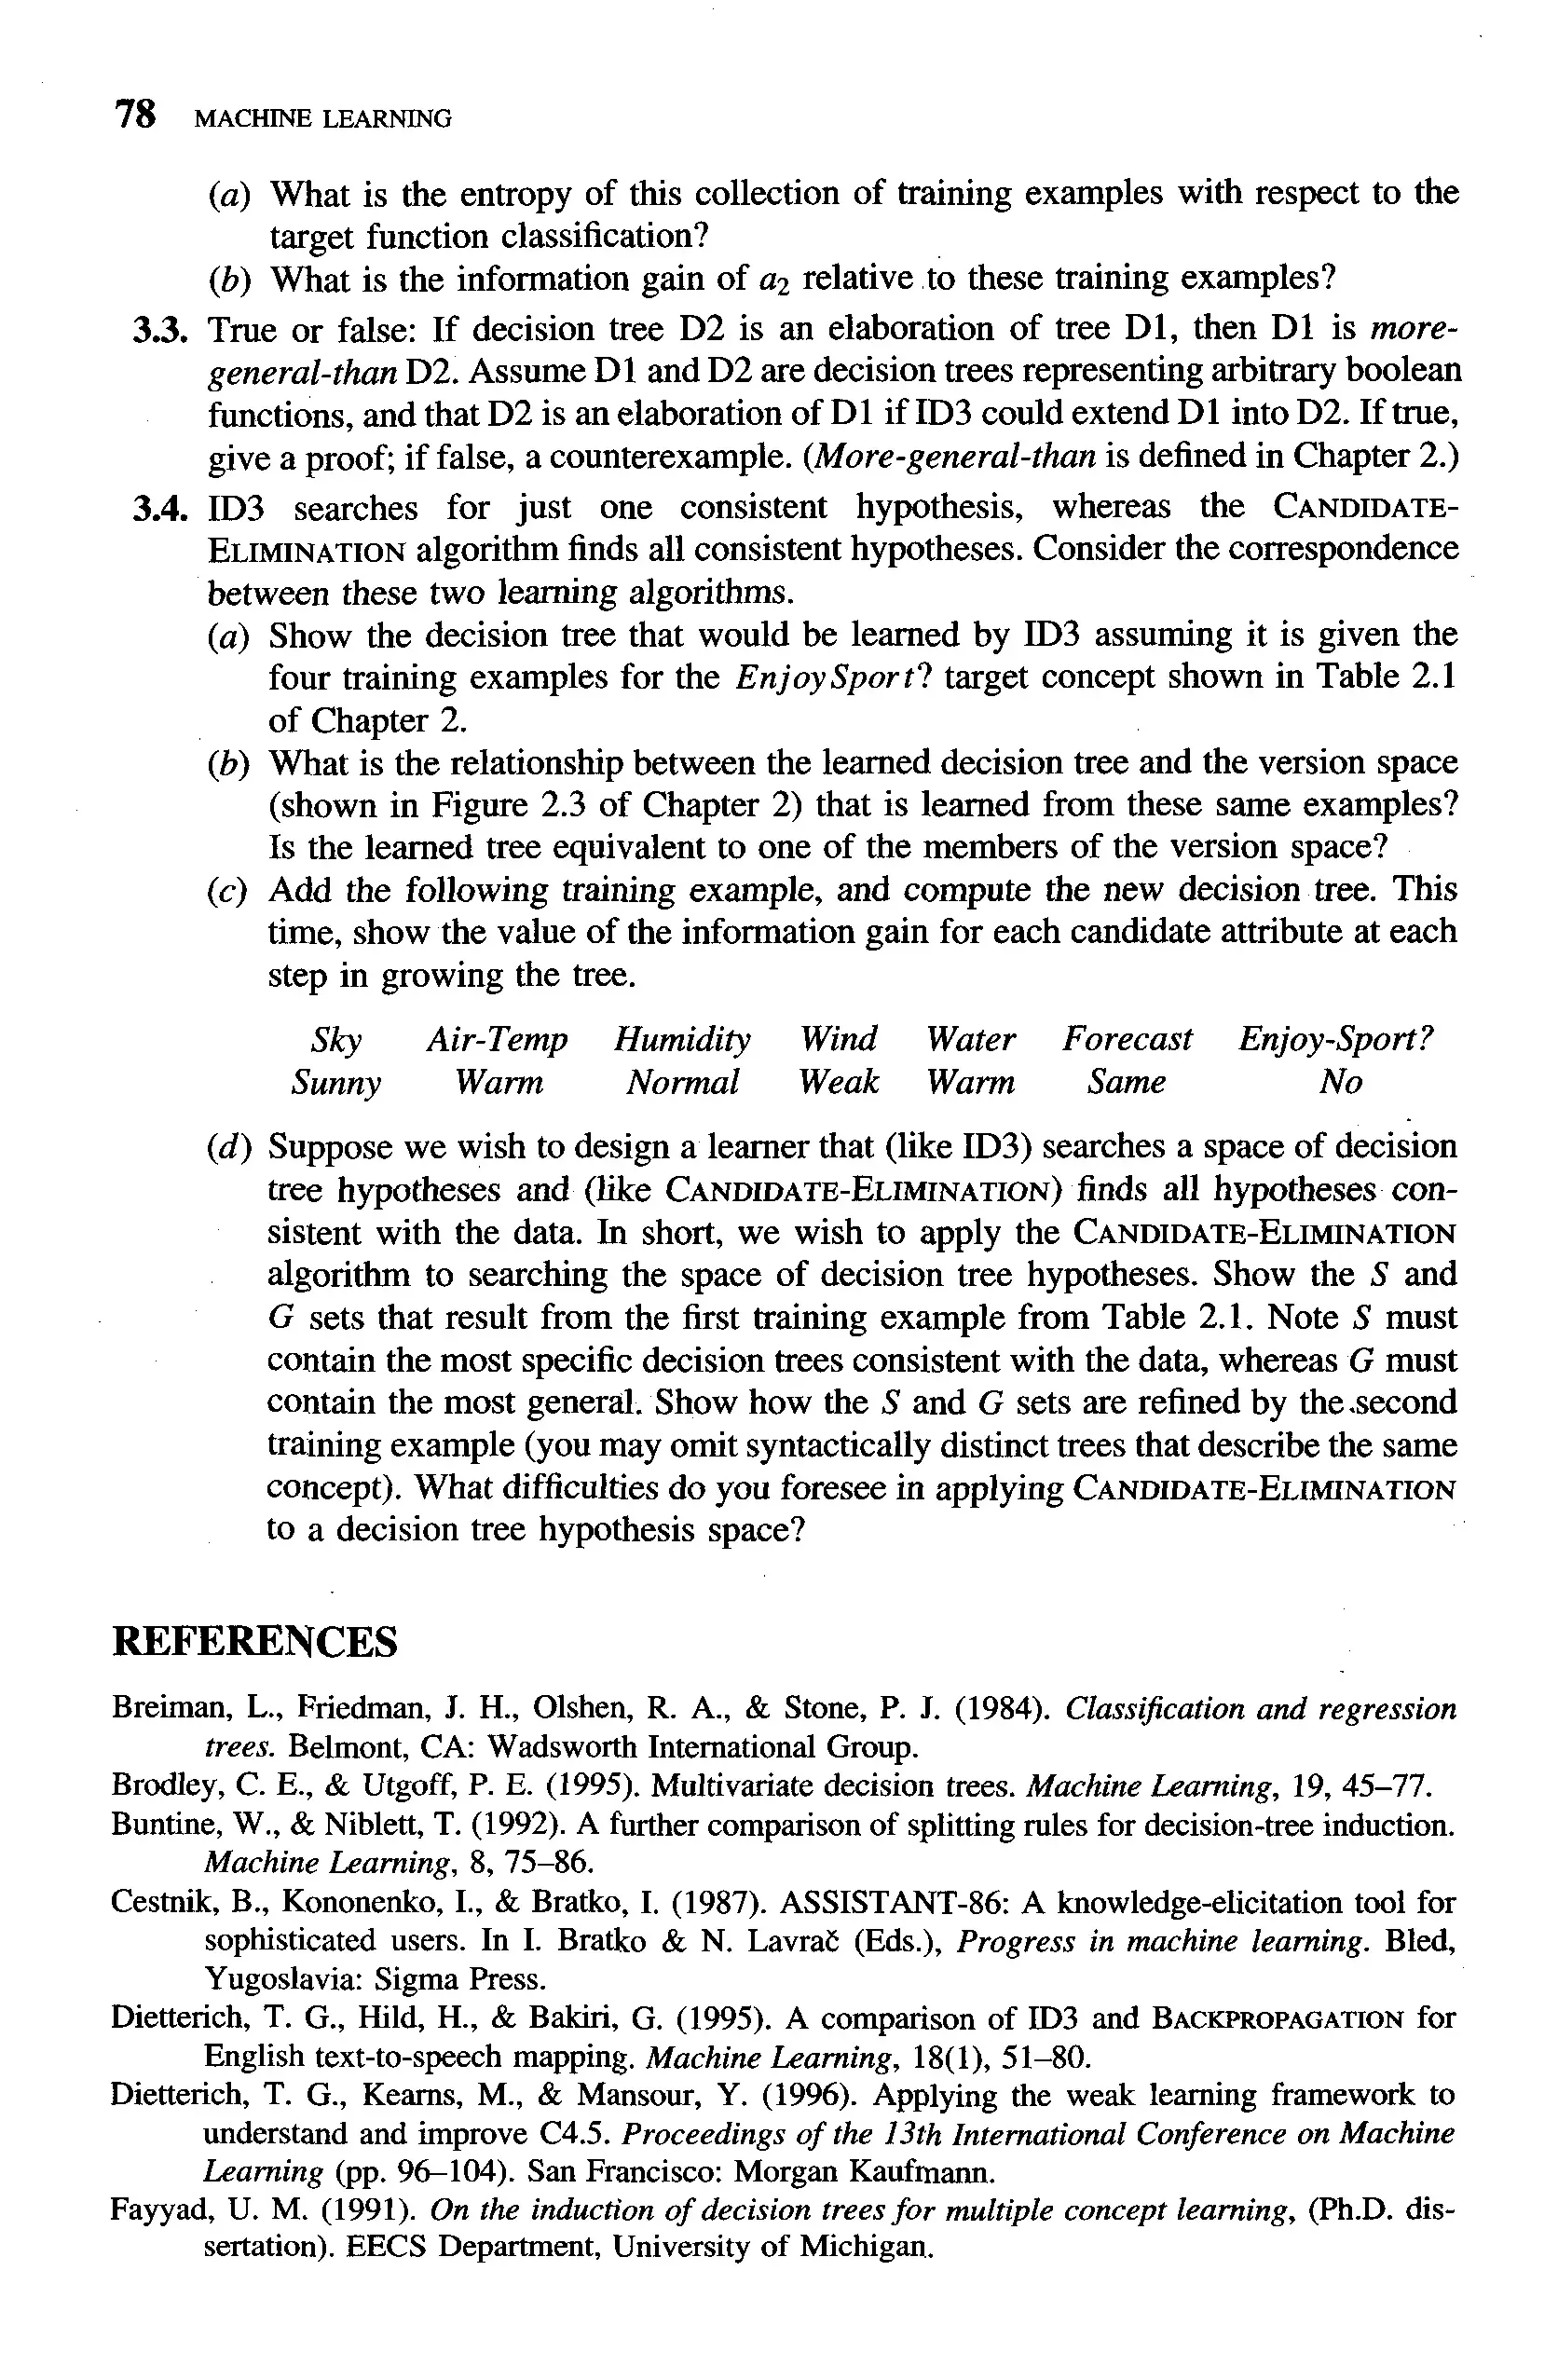 78 MACHINE LEARNING
(a) What is the entropy of this collection of training examples with respect to the
target function classification?
(b) What is the information gain of a2 relative to these training examples?
3.3. True or false: If decision tree D2 is an elaboration of tree D1, then D1 is more-
general-than D2. Assume D1 and D2 are decision trees representing arbitrary boolean
functions, and that D2 is an elaboration of D1 if ID3 could extend D1 into D2. If true,
give a proof; if false, a counterexample. (More-general-than is defined in Chapter 2.)
3.4. ID3 searches for just one consistent hypothesis, whereas the CANDIDATE-
ELIMINATION algorithm finds all consistent hypotheses. Consider the correspondence
between these two learning algorithms.
(a) Show the decision tree that would be learned by ID3 assuming it is given the
four training examples for the EnjoySport? target concept shown in Table 2.1
of Chapter 2.
(b) What is the relationship between the learned decision tree and the version space
(shown in Figure 2.3 of Chapter 2) that is learned from these same examples?
Is the learned tree equivalent to one of the members of the version space?
(c) Add the following training example, and compute the new decision tree. This
time, show the value of the information gain for each candidate attribute at each
step in growing the tree.
Sky Air-Temp Humidity Wind Water Forecast Enjoy-Sport?
Sunny Warm Normal Weak Warm Same No
(d) Suppose we wish to design a learner that (like ID3) searches a space of decision
tree hypotheses and (like CANDIDATE-ELIMINATION) finds all hypotheses con-
sistent with the data. In short, we wish to apply the CANDIDATE-ELIMINATION
algorithm to searching the space of decision tree hypotheses. Show the S and
G sets that result from the first training example from Table 2.1. Note S must
contain the most specific decision trees consistent with the data, whereas G must
contain the most general. Show how the S and G sets are refined by the second
training example (you may omit syntactically distinct trees that describe the same
concept). What difficulties do you foresee in applying CANDIDATE-ELIMINATION
to a decision tree hypothesis space?
REFERENCES
Breiman, L., Friedman, J. H., Olshen, R. A., & Stone, P. J. (1984). Classification and regression
trees. Belmont, CA: Wadsworth International Group.
Brodley, C. E., & Utgoff, P. E. (1995). Multivariate decision trees. Machine Learning, 19, 45–77.
Buntine, W., & Niblett, T. (1992). A further comparison of splitting rules for decision-tree induction.
Machine Learning, 8, 75–86.
Cestnik, B., Kononenko, I., & Bratko, I. (1987). ASSISTANT-86: A knowledge-elicitation tool for
sophisticated users. In I. Bratko & N. Lavrač (Eds.), Progress in machine learning. Bled,
Yugoslavia: Sigma Press.
Dietterich, T. G., Hild, H., & Bakiri, G. (1995). A comparison of ID3 and BACKPROPAGATION for
English text-to-speech mapping. Machine Learning, 18(1), 51–80.
Dietterich, T. G., Kearns, M., & Mansour, Y. (1996). Applying the weak learning framework to
understand and improve C4.5. Proceedings of the 13th International Conference on Machine
Learning (pp. 96–104). San Francisco: Morgan Kaufmann.
Fayyad, U. M. (1991). On the induction of decision trees for multiple concept learning, (Ph.D. dis-
sertation). EECS Department, University of Michigan.